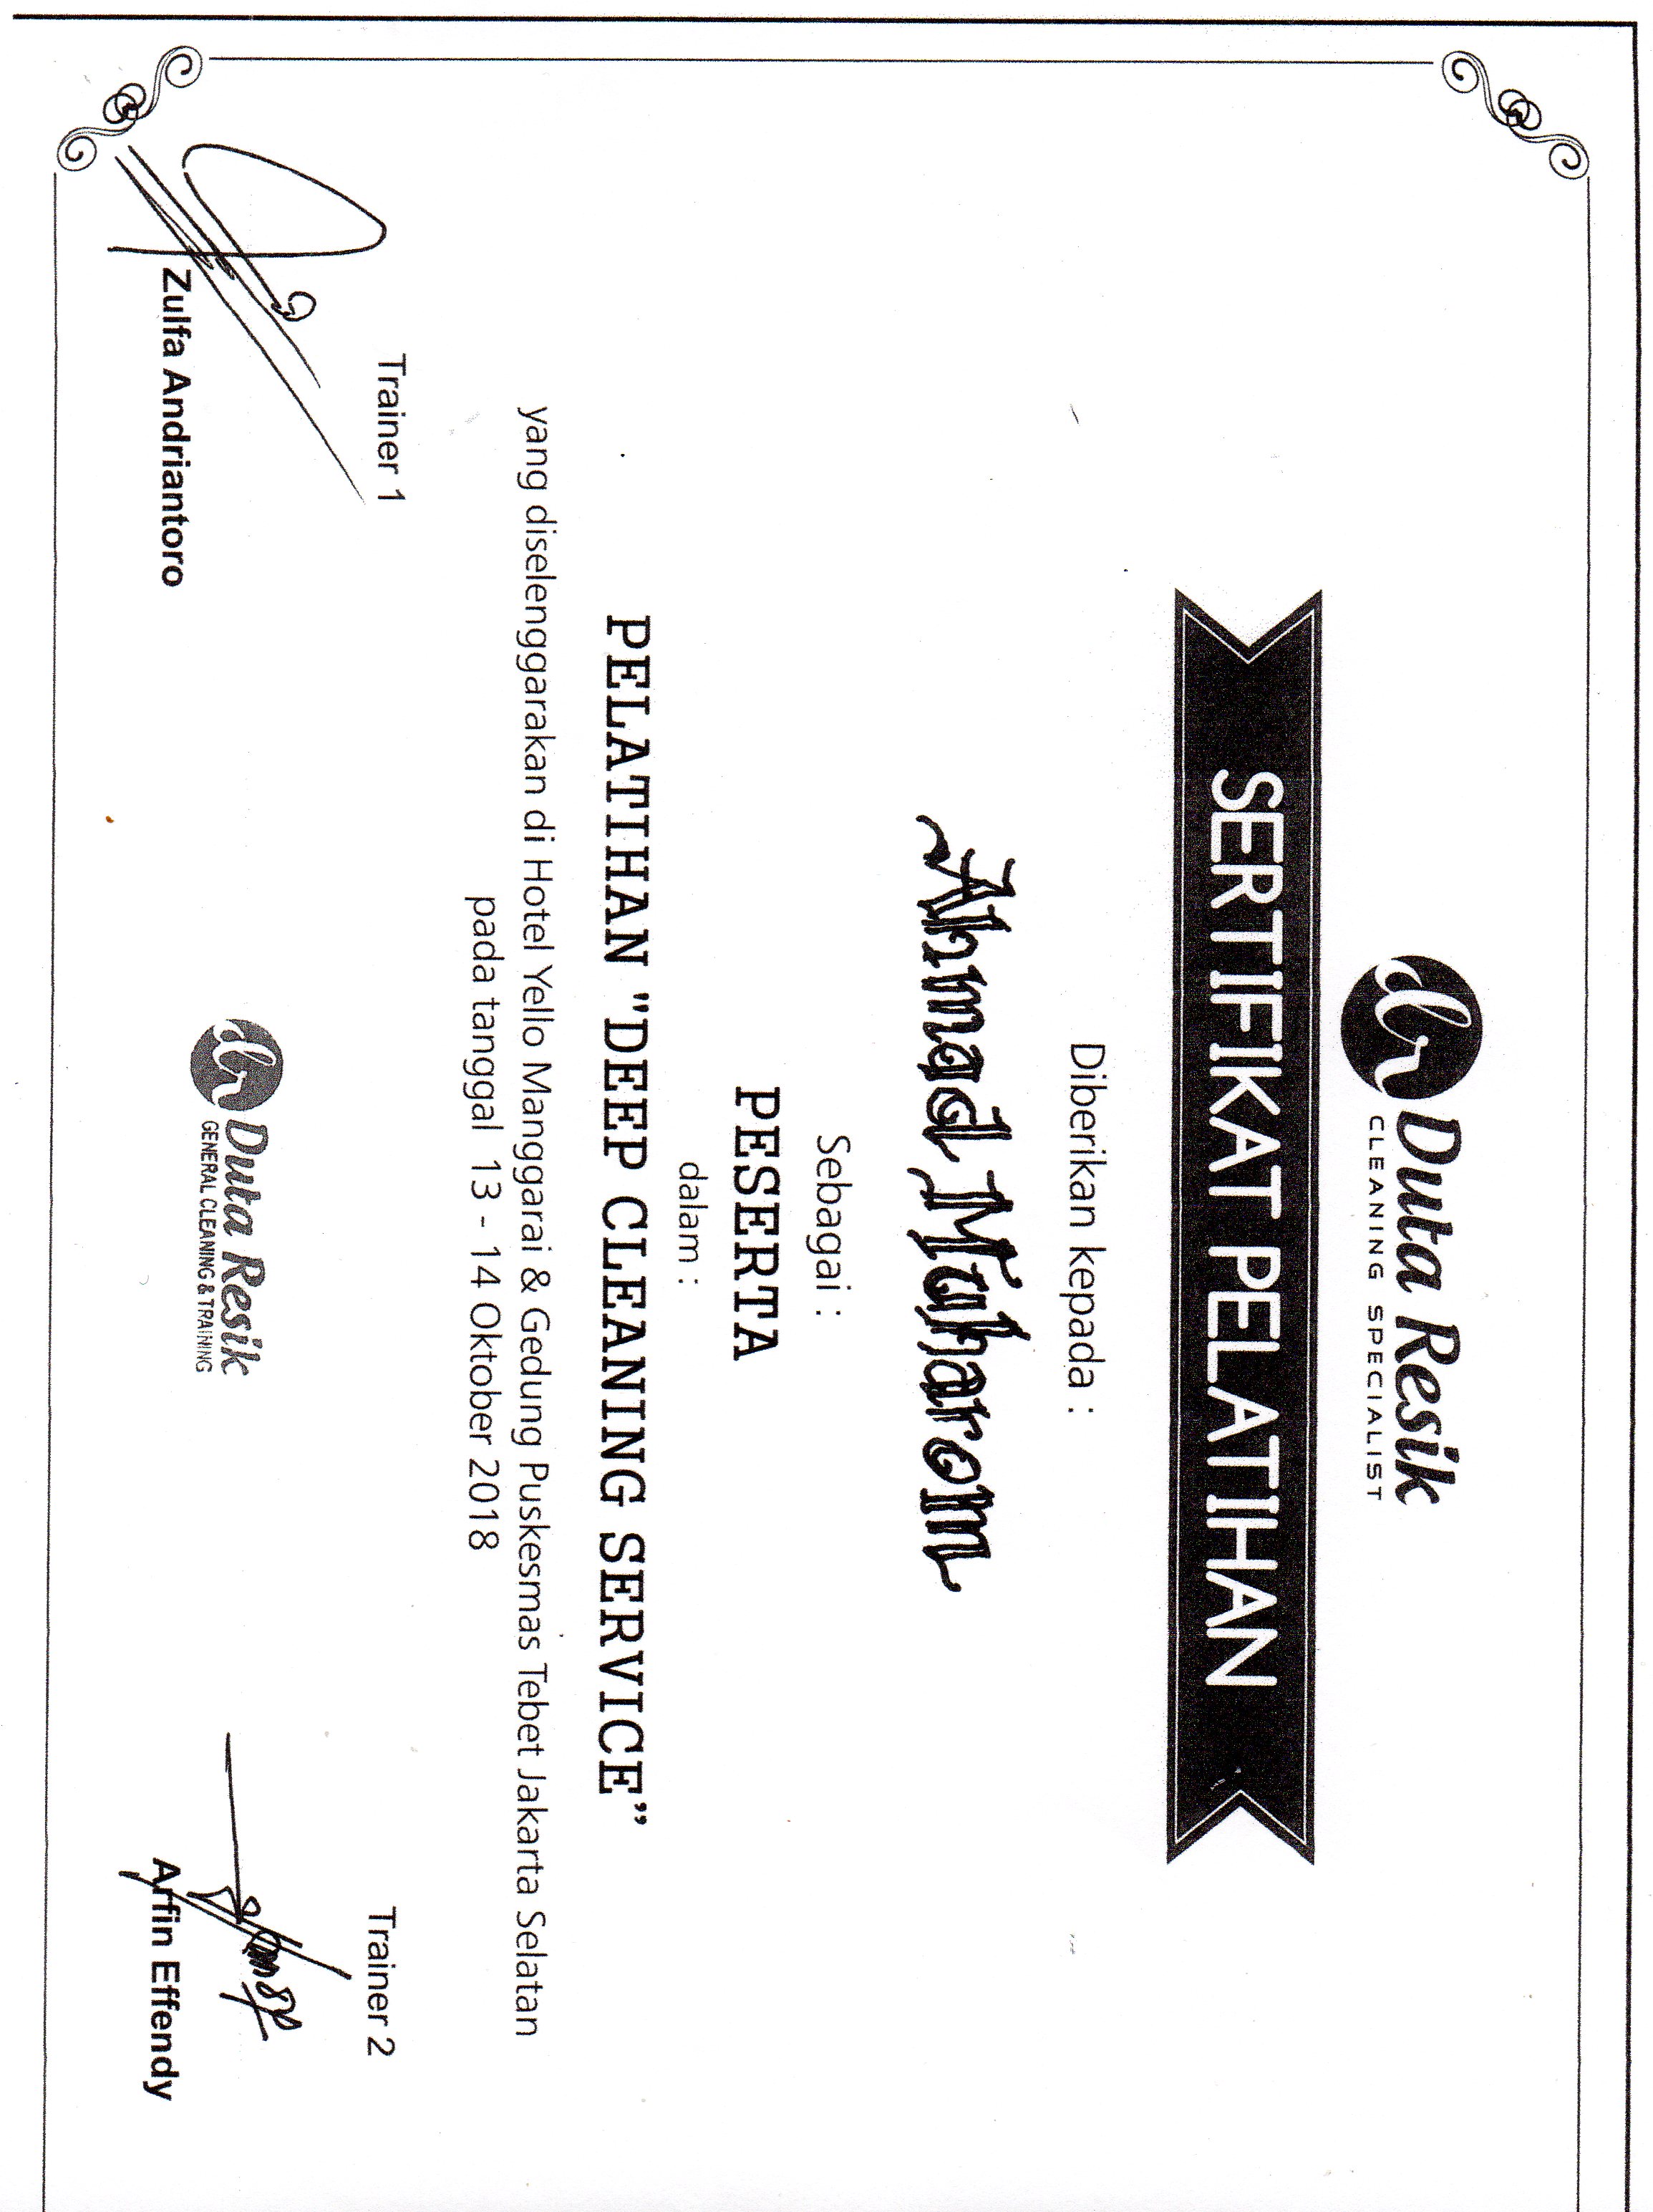 Duta Resik
CLEANING SPECIALIST
SERTIFIKAT PELATIHAN
Diberikan kepada :
Ahmad Muharom
Sebagai :
PESERTA
dalam :
PELATIHAN "DEEP CLEANING SERVICE”
yang diselenggarakan di Hotel Yello Manggarai & Gedung Puskesmas Tebet Jakarta Selatan
pada tanggal 13 - 14 Oktober 2018
Trainer 1
Zulfa Andriantoro
Duta Resik
GENERAL CLEANING & TRAINING
Trainer 2
Arfin Effendy